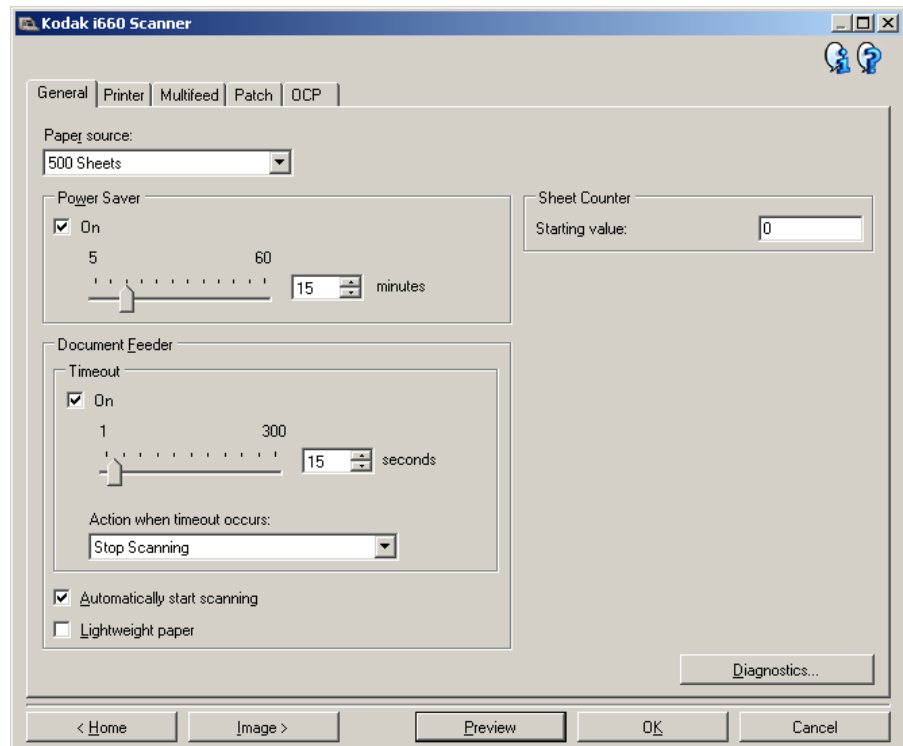 Kodak i660 Scanner
General Printer Multifeed Patch OCP
Paper source:
500 Sheets
Power Saver
On
5 60
15 minutes
Sheet Counter
Starting value: 0
Document Feeder
Timeout
On
1 300
15 seconds
Action when timeout occurs:
Stop Scanning
Automatically start scanning
Lightweight paper
Diagnostics...
< Home Image > Preview OK Cancel